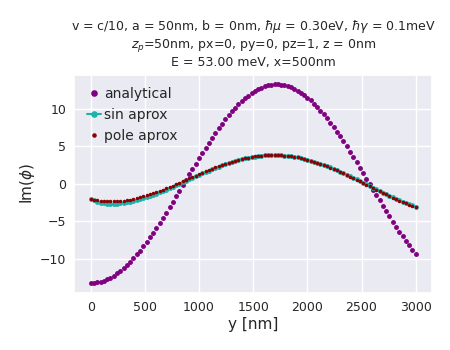 v = c/10, a = 50nm, b = 0nm, ħμ = 0.30eV, ħγ = 0.1meV
zₚ=50nm, px=0, py=0, pz=1, z = 0nm
E = 53.00 meV, x=500nm
analytical
sin aprox
pole aprox
Im(ϕ)
10
5
0
−5
−10
0 500 1000 1500 2000 2500 3000
y [nm]